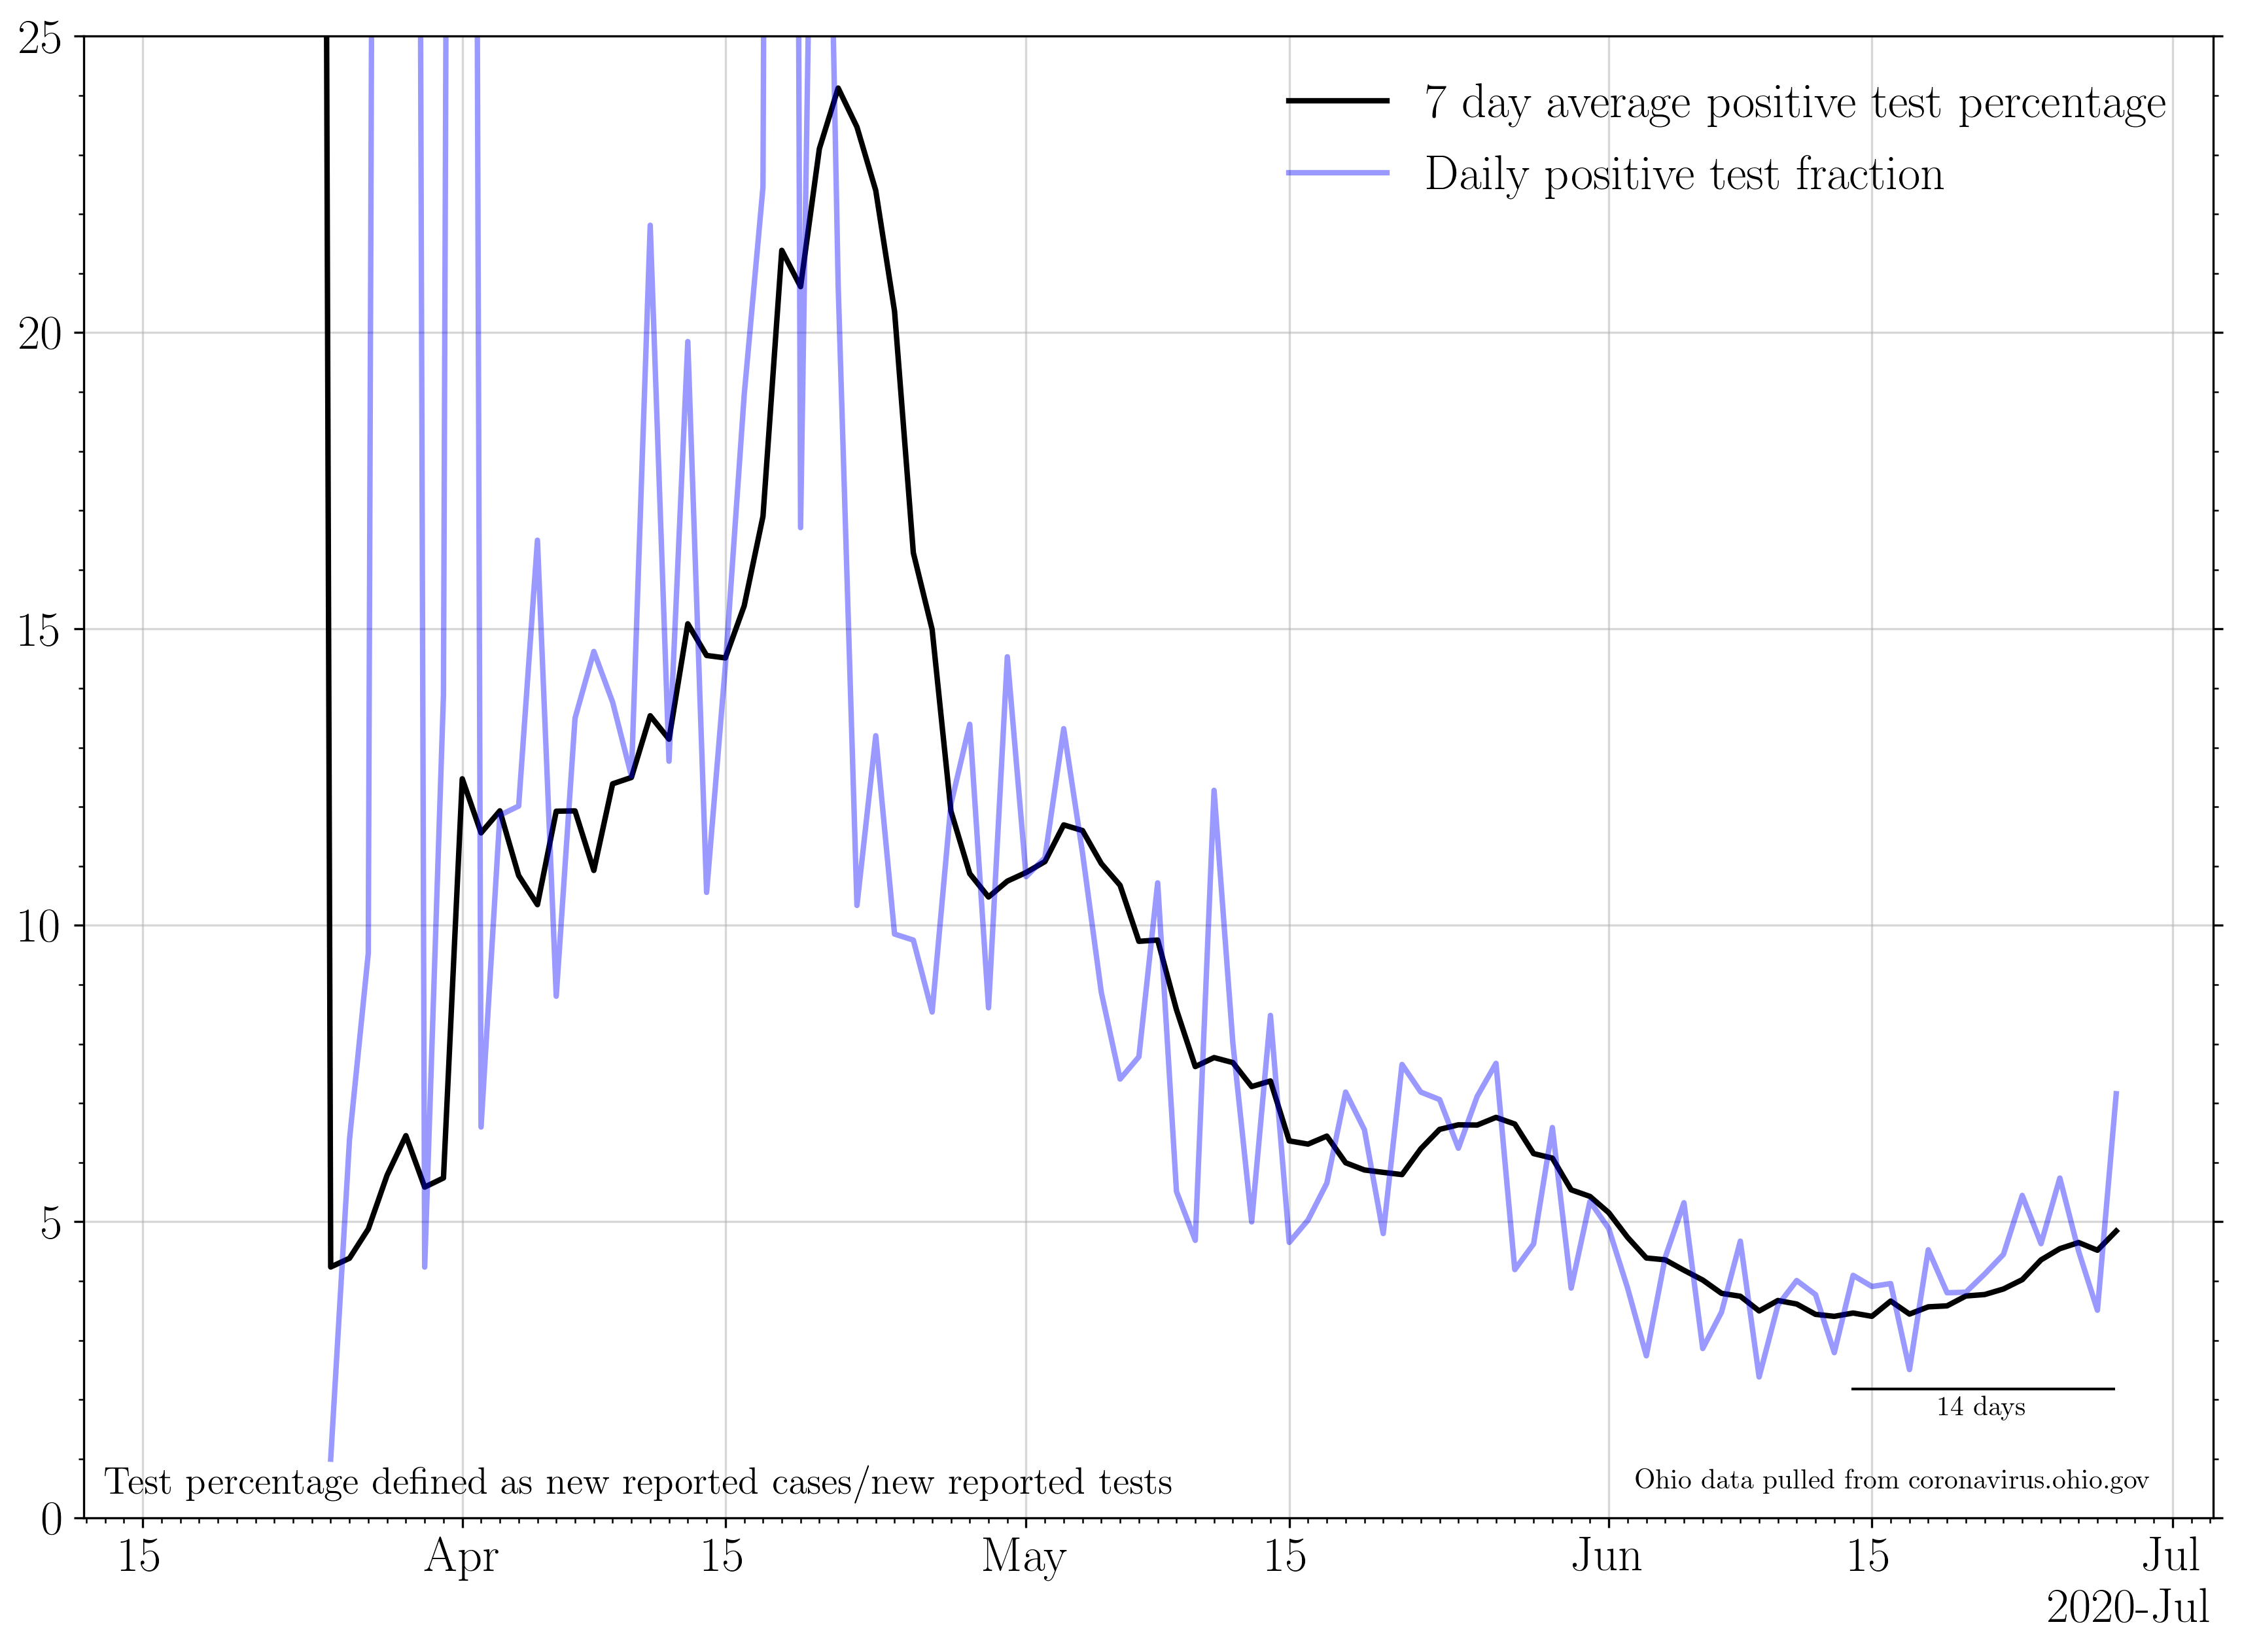 25
20
15
10
5
0
7 day average positive test percentage
Daily positive test fraction
14 days
Test percentage defined as new reported cases/new reported tests
Ohio data pulled from coronavirus.ohio.gov
15 Apr 15 May 15 Jun 15 Jul
2020-Jul